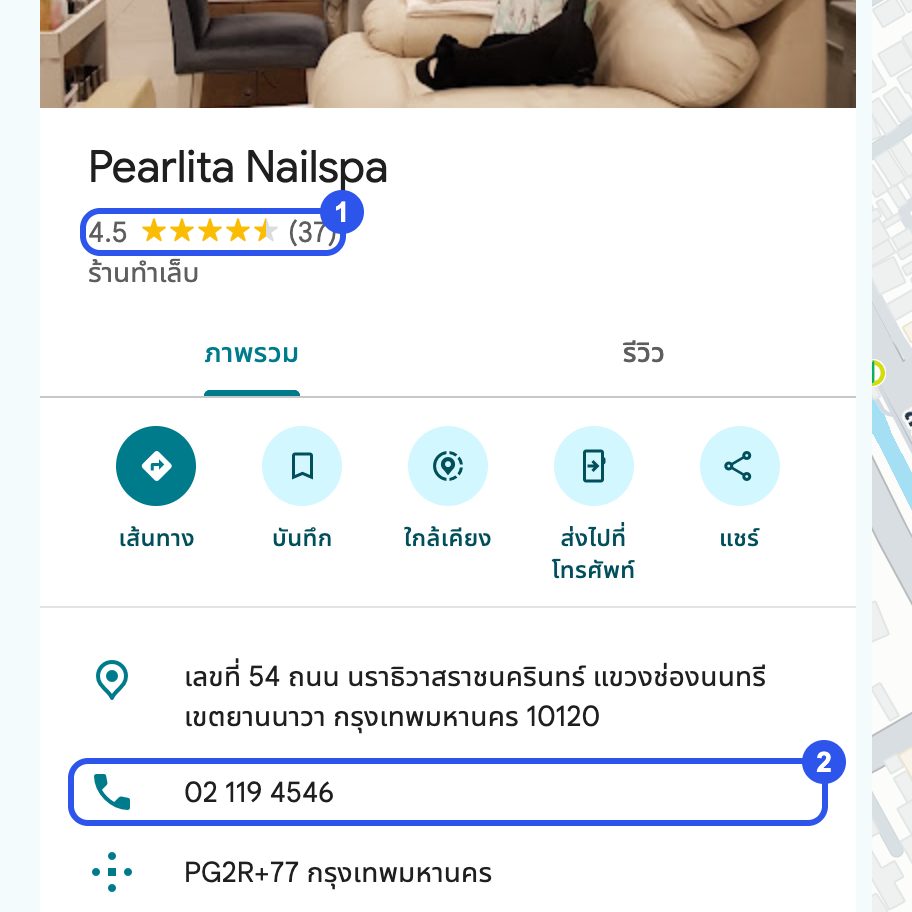 Pearlita Nailspa
1
4.5 (37)
ร้านทำเล็บ
ภาพรวม รีวิว
เส้นทาง บันทึก ใกล้เคียง ส่งไปที่ แชร์
โทรศัพท์
เลขที่ 54 ถนน นราธิวาสราชนครินทร์ แขวงช่องนนทรี
เขตยานนาวา กรุงเทพมหานคร 10120
2
02 119 4546
PG2R+77 กรุงเทพมหานคร